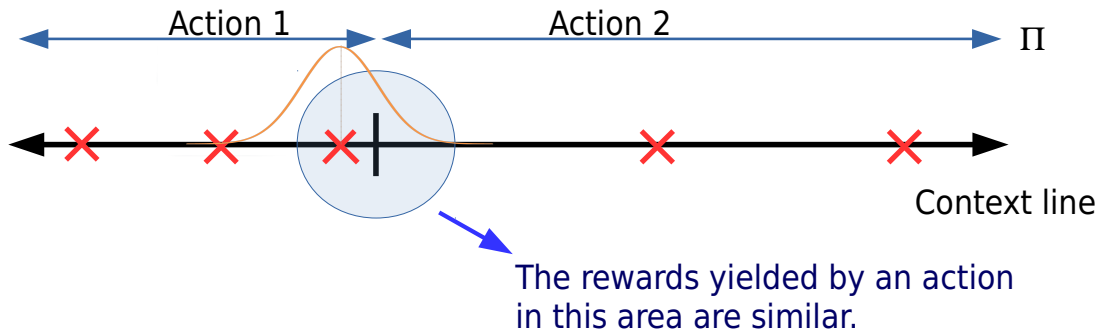 Action 1
Action 2
Π
Context line
The rewards yielded by an action
in this area are similar.